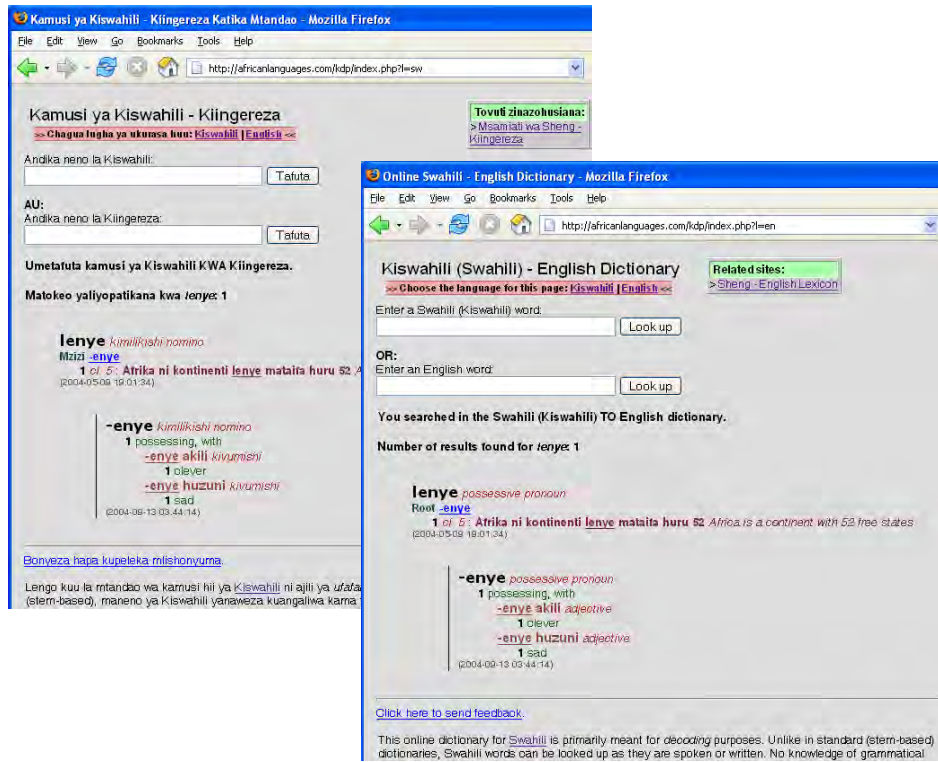 Kamusi ya Kiswahili - Kiingereza Katika Mtandao - Mozilla Firefox
File Edit View Go Bookmarks Tools Help
http://africanlanguages.com/kdp/index.php?l=sw
Kamusi ya Kiswahili - Kiingereza
>> Chagua lugha ya ukurasa huu: Kiswahili | English <<
Tovuti zinazohusiana:
> Msamiati wa Sheng -
Kiingereza
Andika neno la Kiswahili:
Tafuta
AU:
Andika neno la Kiingereza:
Tafuta
Umetafuta kamusi ya Kiswahili KWA Kiingereza.
Matokeo yaliyopatikana kwa lenye: 1
lenye kimilikishi nomino
Mzizi -enye
1 cl. 5 : Afrika ni kontinenti lenye mataifa huru 52
(2004-05-09 19:01:34)
-enye kimilikishi nomino
1 possessing, with
-enye akili kivumishi
1 clever
-enye huzuni kivumishi
1 sad
(2004-09-13 03:44:14)
Bonyeza hapa kupeleka mlishonyuma.
Lengo kuu la mtandao wa kamusi hii ya Kiswahili ni ajili ya
(stem-based), maneno ya Kiswahili yanaweza kuangaliwa kama
Online Swahili - English Dictionary - Mozilla Firefox
File Edit View Go Bookmarks Tools Help
http://africanlanguages.com/kdp/index.php?l=en
Kiswahili (Swahili) - English Dictionary
>> Choose the language for this page: Kiswahili | English <<
Related sites:
> Sheng - English Lexicon
Enter a Swahili (Kiswahili) word:
Look up
OR:
Enter an English word:
Look up
You searched in the Swahili (Kiswahili) TO English dictionary.
Number of results found for lenye: 1
lenye possessive pronoun
Root -enye
1 cl. 5 : Afrika ni kontinenti lenye mataifa huru 52 Africa is a continent with 52 free states
(2004-05-09 19:01:34)
-enye possessive pronoun
1 possessing, with
-enye akili adjective
1 clever
-enye huzuni adjective
1 sad
(2004-09-13 03:44:14)
Click here to send feedback.
This online dictionary for Swahili is primarily meant for decoding purposes. Unlike in standard (stem-based)
dictionaries, Swahili words can be looked up as they are spoken or written. No knowledge of grammatical